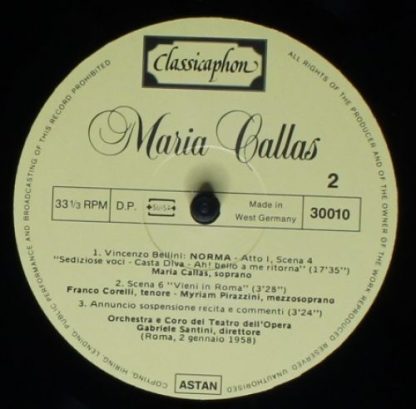 Classicaphon
Maria Callas
2
33 1/3 RPM
D.P.
SUISA
Made in
West Germany
30010
1. Vincenzo Bellini: NORMA - Atto I, Scena 4
"Sediziose voci - Casta Diva - Ah! bello a me ritorna" (17'35")
Maria Callas, soprano
2. Scena 6 "Vieni in Roma" (3'28")
Franco Corelli, tenore - Myriam Pirazzini, mezzosoprano
3. Annuncio sospensione recita e commenti (3'24")
Orchestra e Coro del Teatro dell'Opera
Gabriele Santini, direttore
(Roma, 2 gennaio 1958)
ASTAN
ALL RIGHTS OF THE PRODUCER AND OF THE OWNER OF THE WORK REPRODUCED RESERVED. UNAUTHORISED COPYING, HIRING, LENDING, PUBLIC PERFORMANCE AND BROADCASTING OF THIS RECORD PROHIBITED